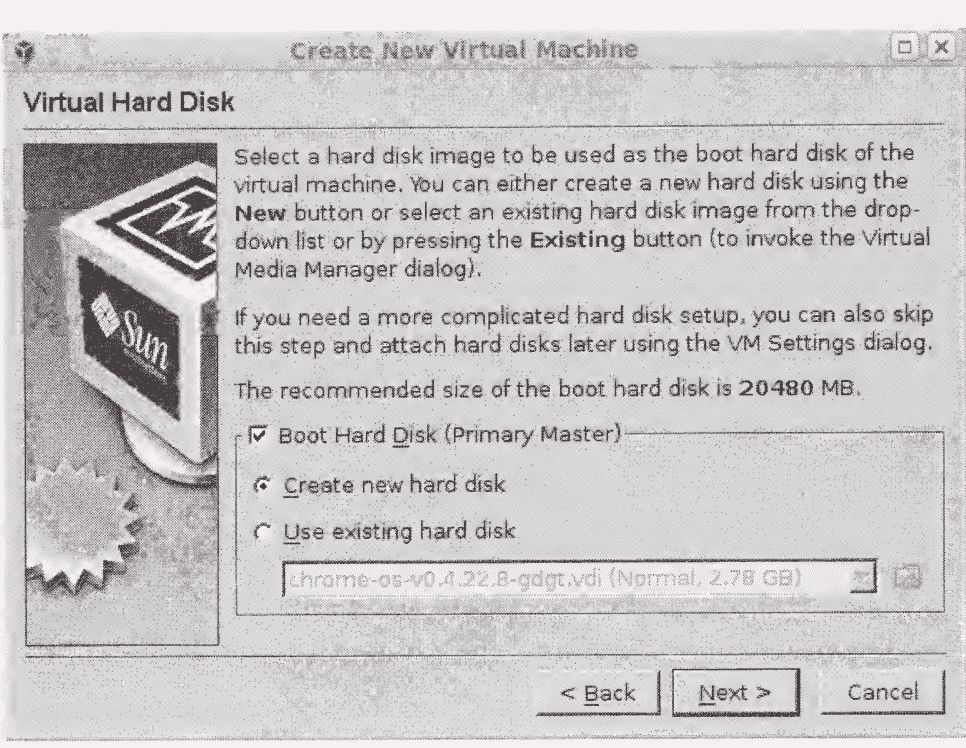 Create New Virtual Machine
Virtual Hard Disk
Select a hard disk image to be used as the boot hard disk of the
virtual machine. You can either create a new hard disk using the
New button or select an existing hard disk image from the drop-
down list or by pressing the Existing button (to invoke the Virtual
Media Manager dialog).
If you need a more complicated hard disk setup, you can also skip
this step and attach hard disks later using the VM Settings dialog.
The recommended size of the boot hard disk is 20480 MB.
Sun
Boot Hard Disk (Primary Master)
Create new hard disk
Use existing hard disk
chrome-os-v0.4.22.8-gdgt.vdi (Normal, 2.78 GB)
< Back
Next >
Cancel